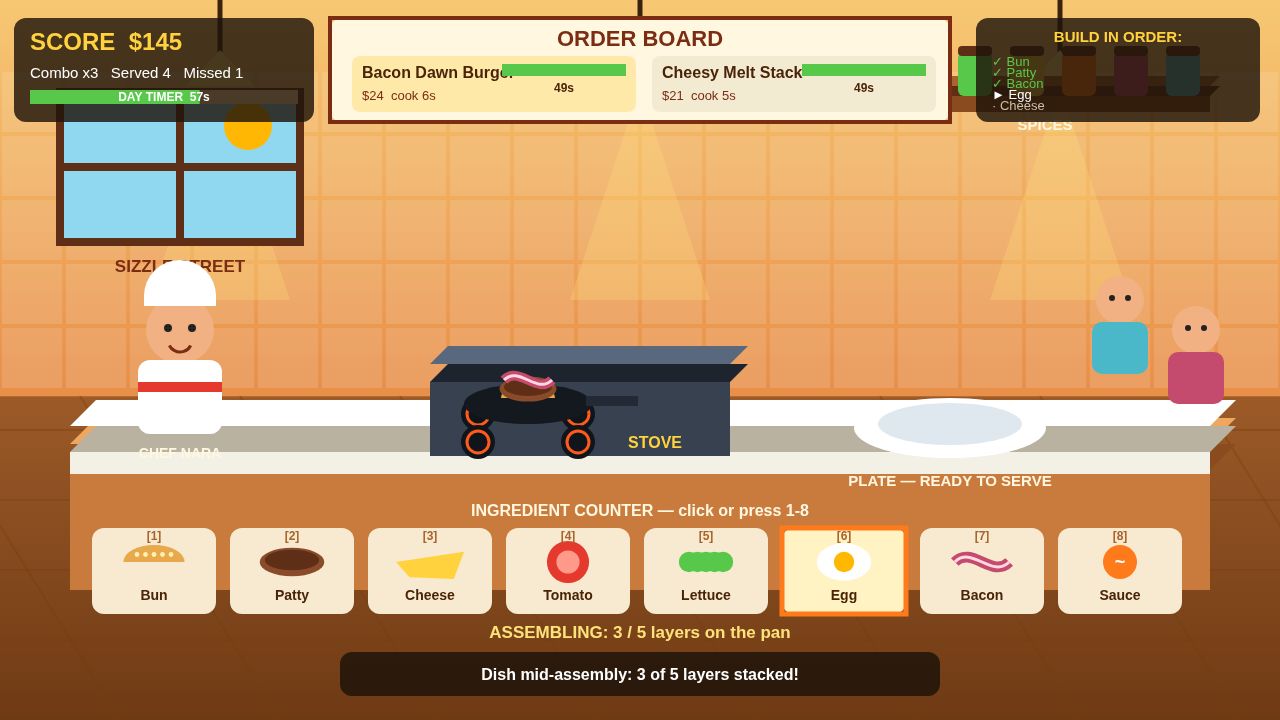 SCORE $145
Combo x3 Served 4 Missed 1
DAY TIMER 57s
ORDER BOARD
Bacon Dawn Burger
49s
$24 cook 6s
Cheesy Melt Stack
49s
$21 cook 5s
BUILD IN ORDER:
✓ Bun
✓ Patty
✓ Bacon
► Egg
· Cheese
SPICES
SIZZLE STREET
CHEF NARA
STOVE
PLATE — READY TO SERVE
INGREDIENT COUNTER — click or press 1-8
[1]
Bun
[2]
Patty
[3]
Cheese
[4]
Tomato
[5]
Lettuce
[6]
Egg
[7]
Bacon
[8]
~
Sauce
ASSEMBLING: 3 / 5 layers on the pan
Dish mid-assembly: 3 of 5 layers stacked!